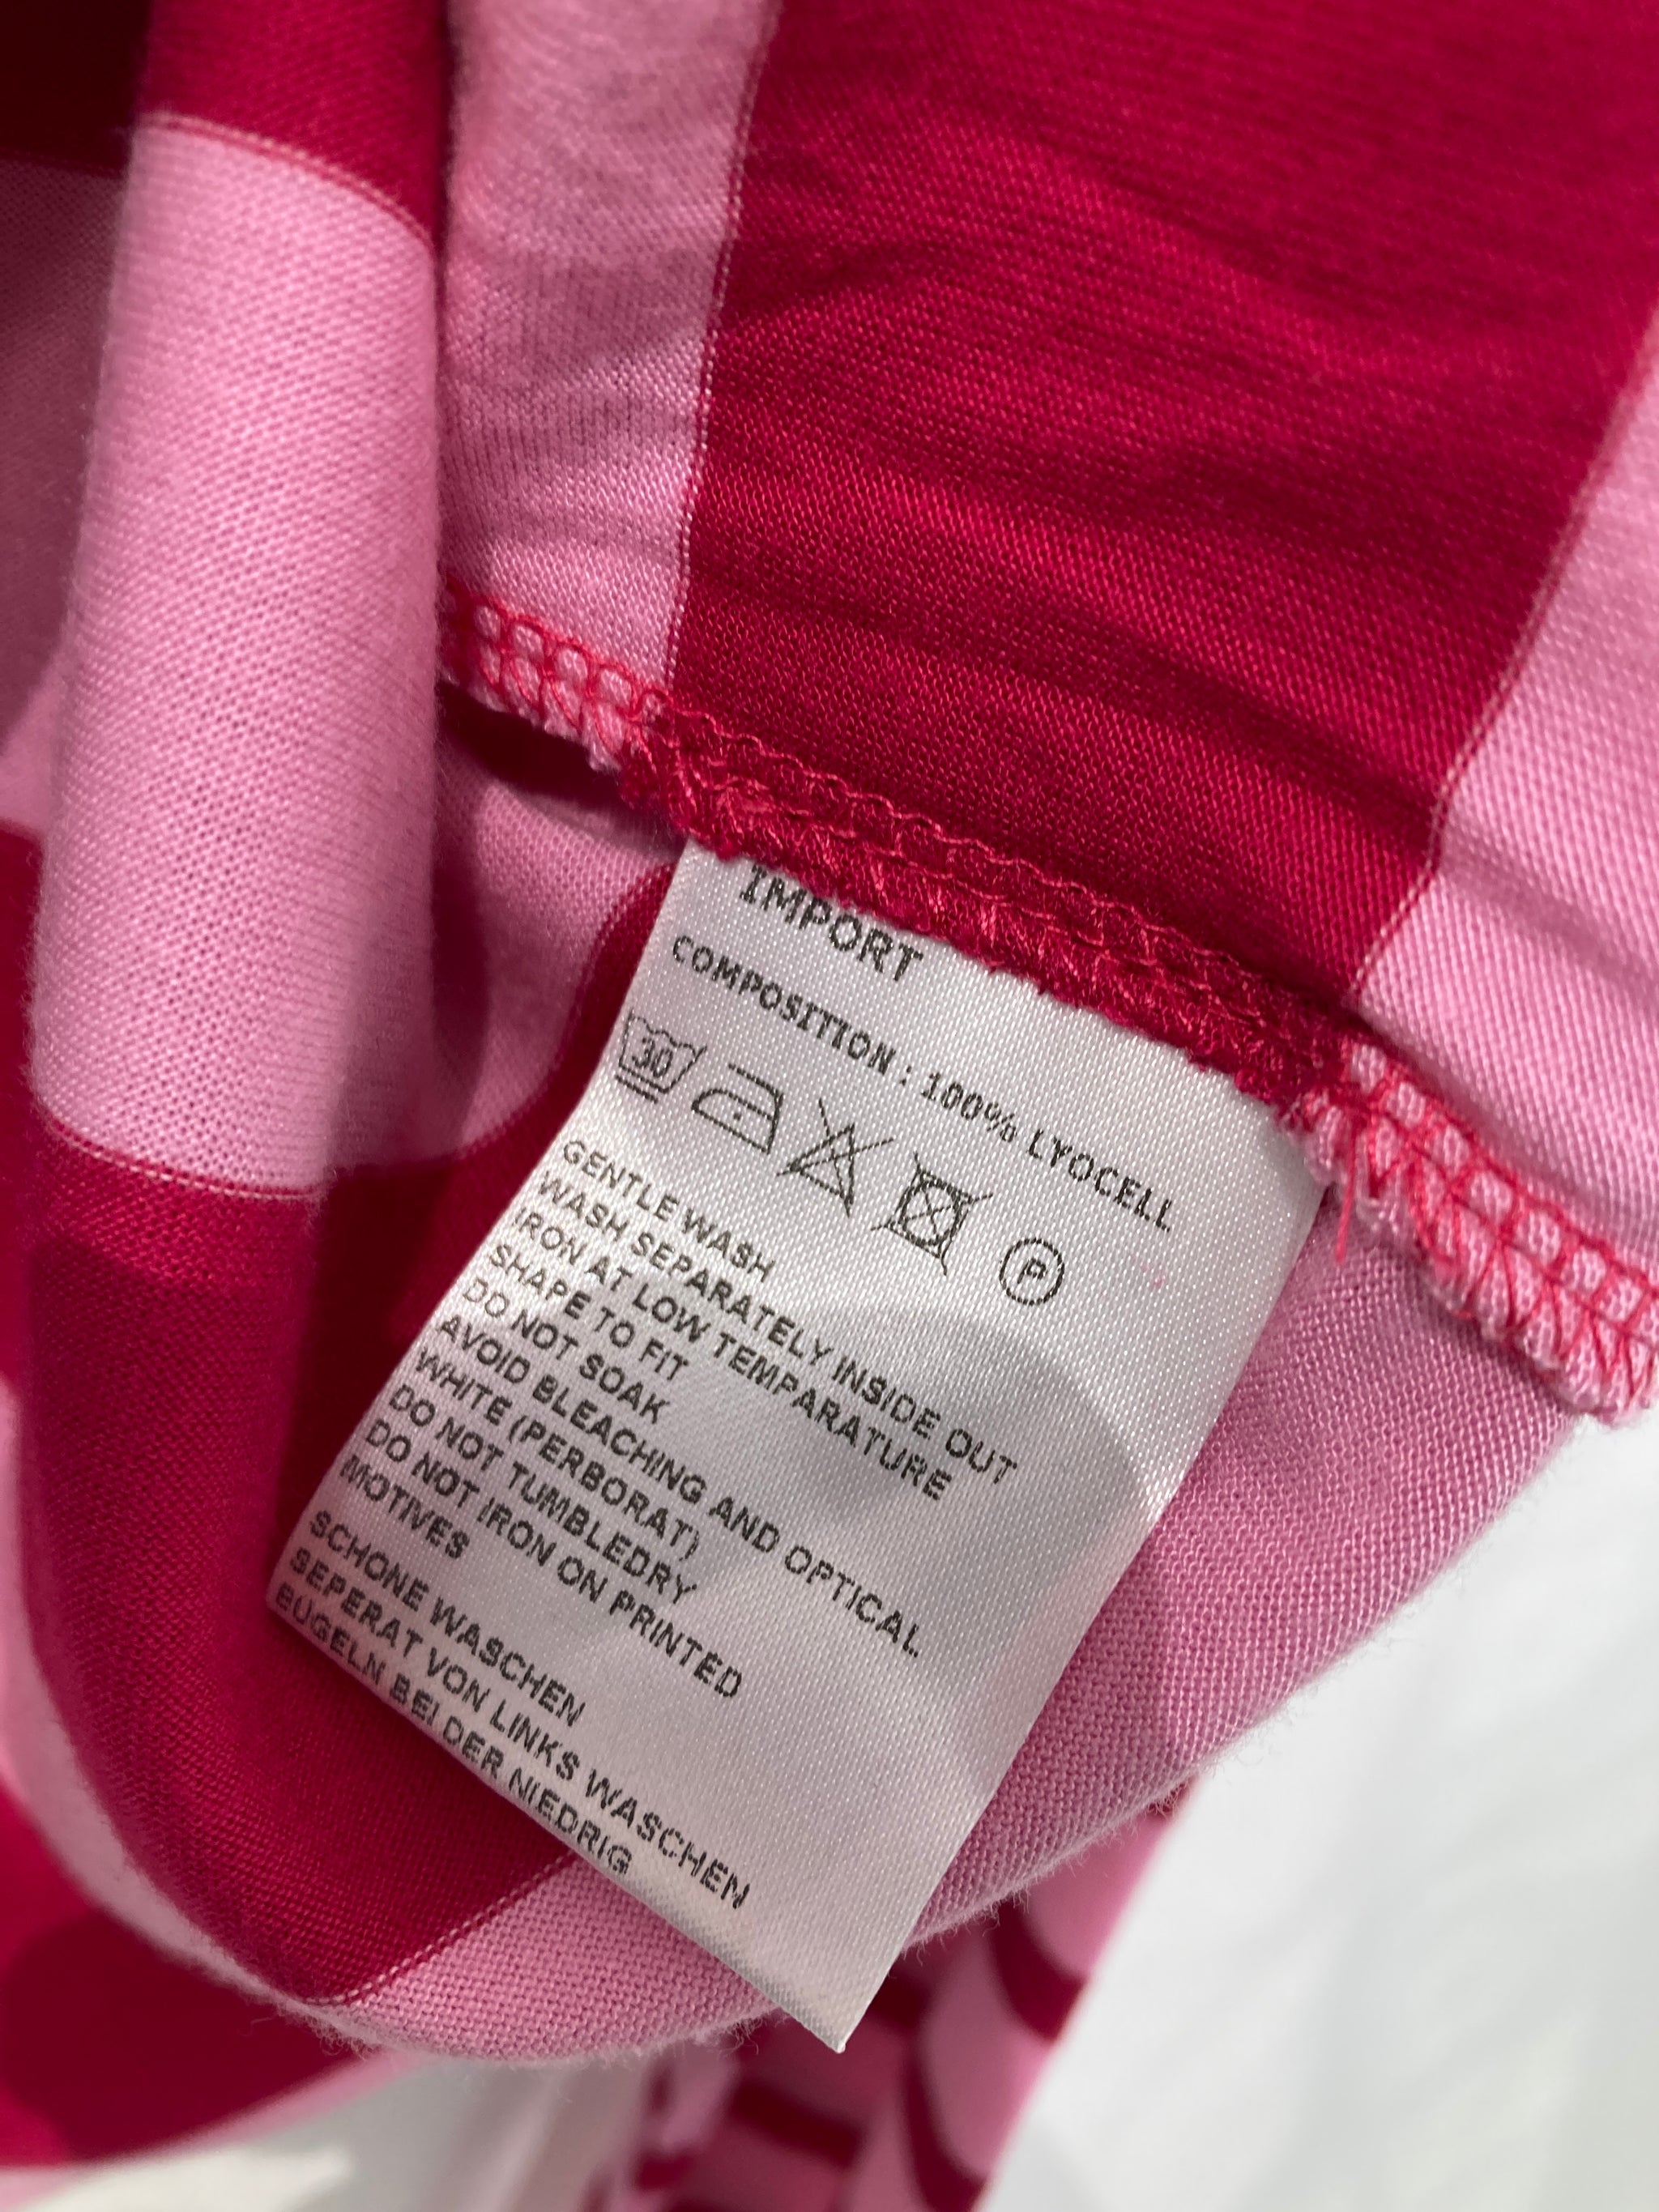 IMPORT
COMPOSITION : 100% LYOCELL
30 P
GENTLE WASH
WASH SEPARATELY INSIDE OUT
IRON AT LOW TEMPARATURE
SHAPE TO FIT
DO NOT SOAK
AVOID BLEACHING AND OPTICAL
WHITE (PERBORAT)
DO NOT TUMBLEDRY
DO NOT IRON ON PRINTED
MOTIVES
SCHONE WASCHEN
SEPERAT VON LINKS WASCHEN
BUGELN BEI DER NIEDRIG